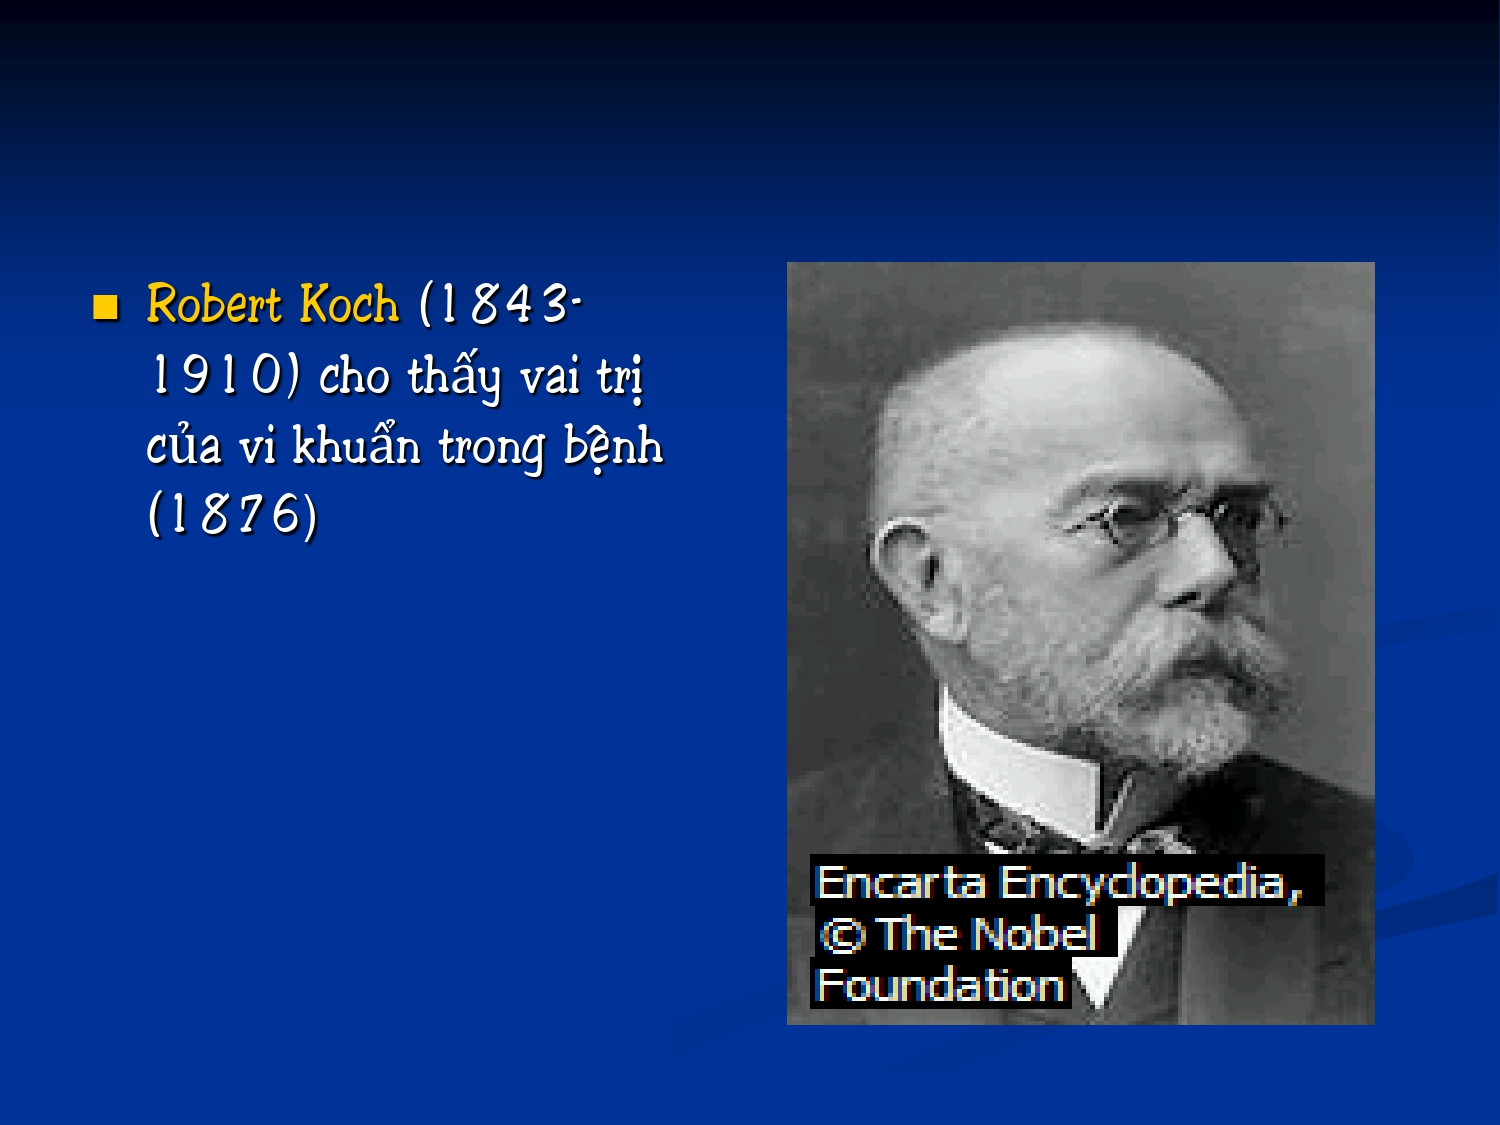 Robert Koch (1843-
1910) cho thấy vai trị
của vi khuẩn trong bệnh
(1876)
Encarta Encyclopedia,
© The Nobel
Foundation